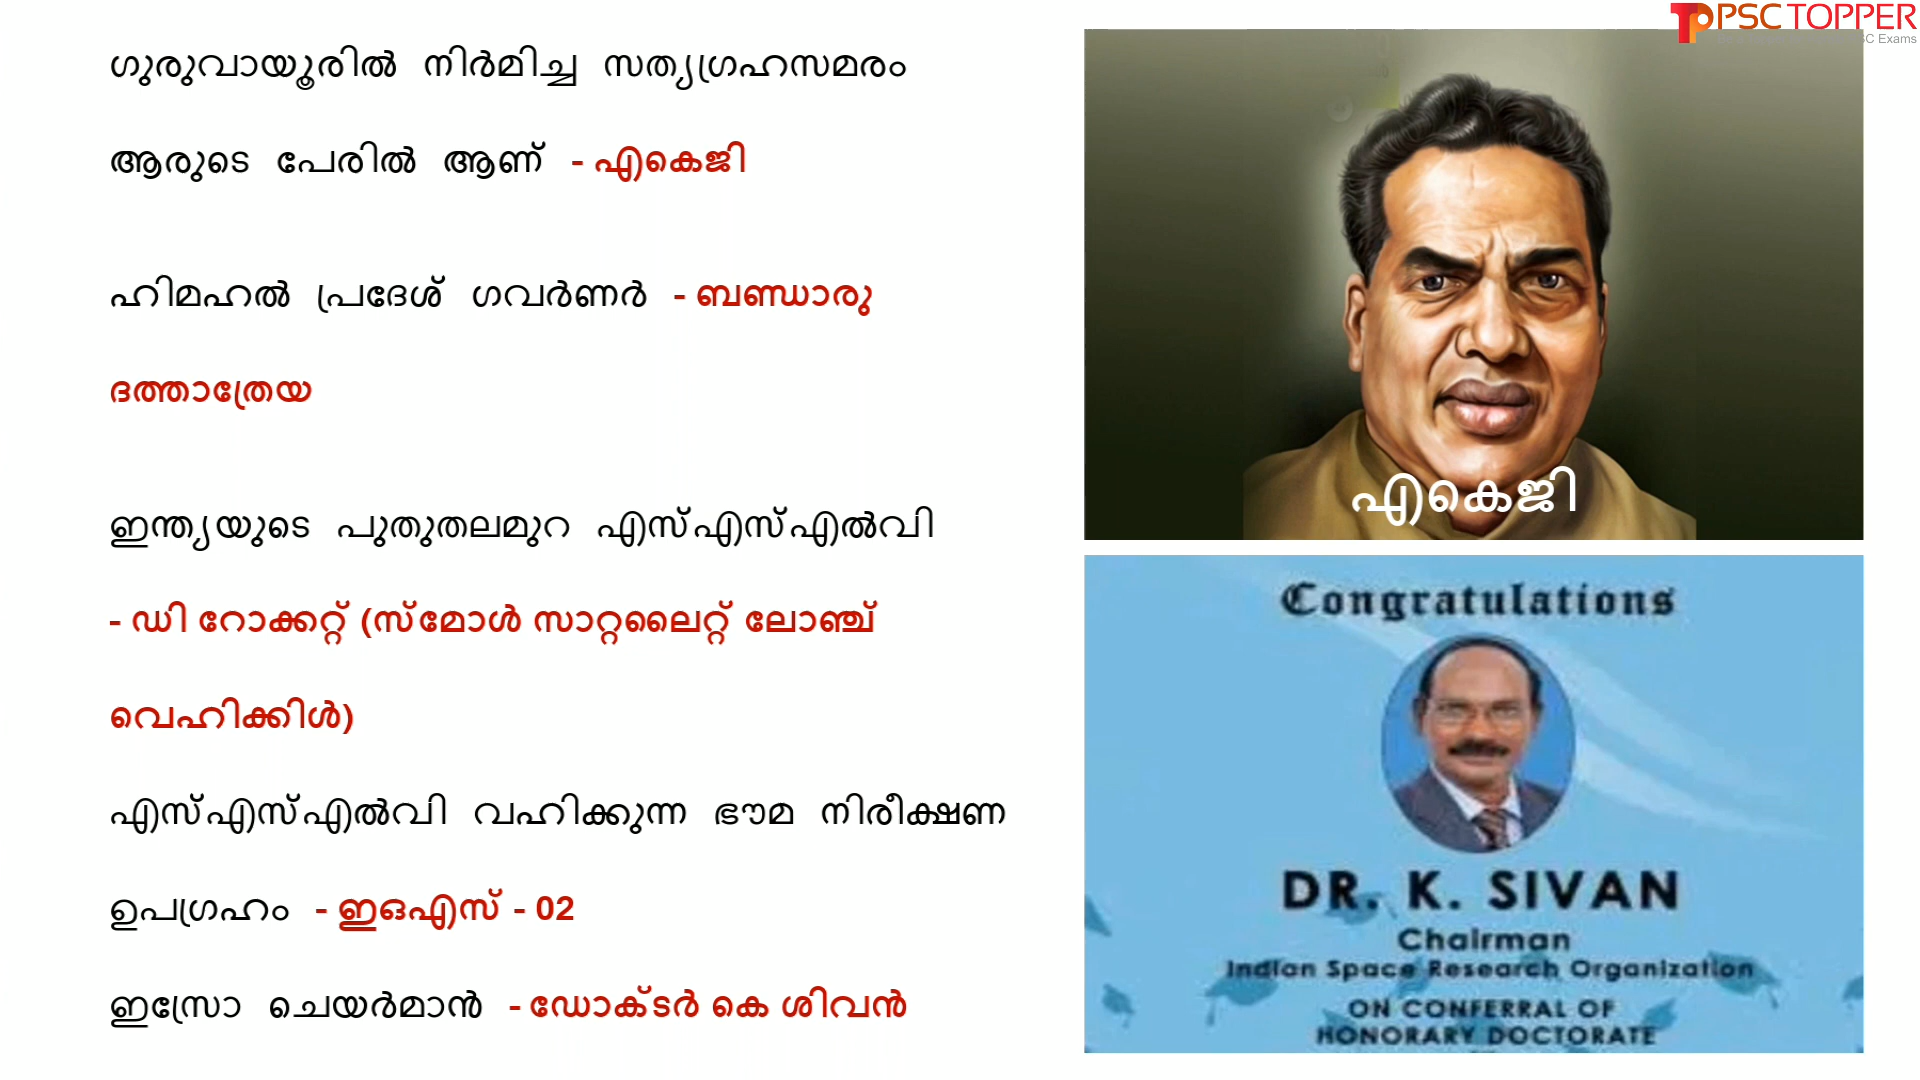 PSC TOPPER
SC Exams
ഗുരുവായൂരിൽ നിർമിച്ച സത്യഗ്രഹസമരം
ആരുടെ പേരിൽ ആണ് - എകെജി
ഹിമഹൽ പ്രദേശ് ഗവർണർ - ബണ്ഡാരു
ദത്താത്രേയ
ഇന്ത്യയുടെ പുതുതലമുറ എസ്എസ്എൽവി
- ഡി റോക്കറ്റ് (സ്മോൾ സാറ്റലൈറ്റ് ലോഞ്ച്
വെഹിക്കിൾ)
എസ്എസ്എൽവി വഹിക്കുന്ന ഭൗമ നിരീക്ഷണ
ഉപഗ്രഹം - ഇഒഎസ് - 02
ഇസ്രോ ചെയർമാൻ - ഡോക്ടർ കെ ശിവൻ
എകെജി
Congratulations
DR. K. SIVAN
Chairman
Indian Space Research Organization
ON CONFERRAL OF
HONORARY DOCTORATE